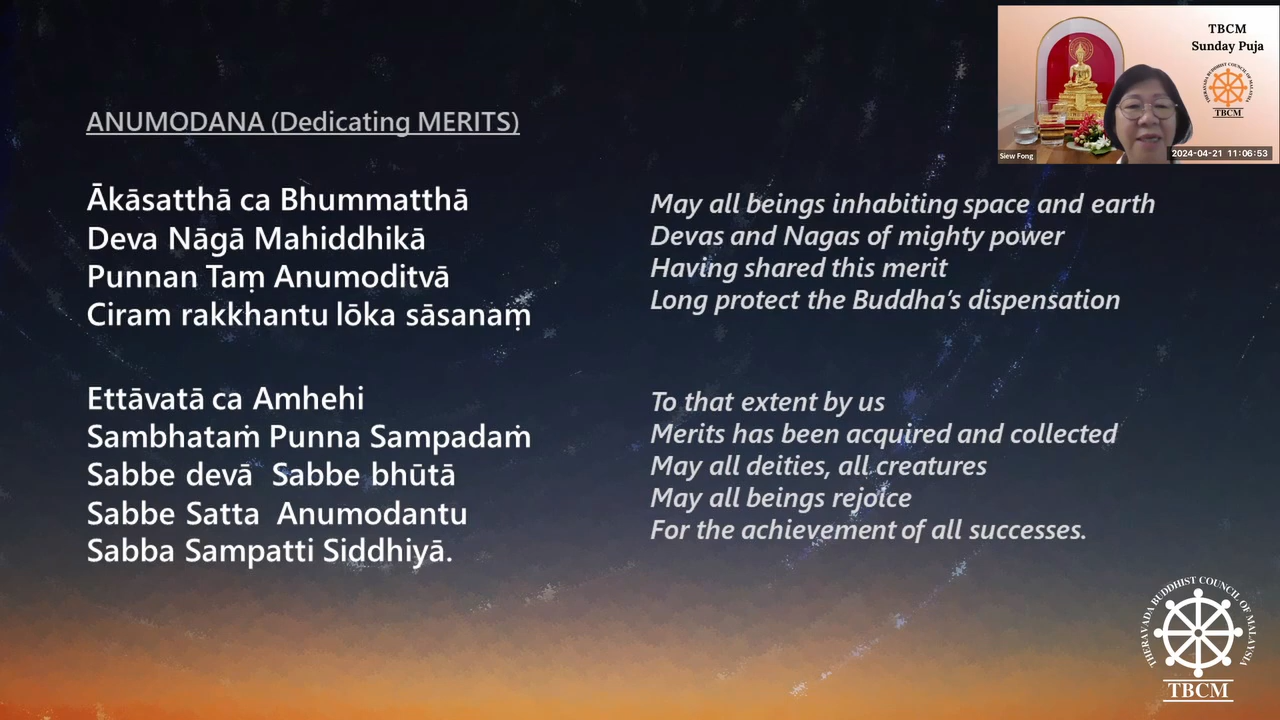 TBCM
Sunday Puja
THERAVADA BUDDHIST COUNCIL OF MALAYSIA
TBCM
Siew Fong
2024-04-21 11:06:53
ANUMODANA (Dedicating MERITS)
Ākāsatthā ca Bhummatthā
Deva Nāgā Mahiddhikā
Punnan Taṃ Anumoditvā
Ciram rakkhantu lōka sāsanaṃ
May all beings inhabiting space and earth
Devas and Nagas of mighty power
Having shared this merit
Long protect the Buddha’s dispensation
Ettāvatā ca Amhehi
Sambhataṁ Punna Sampadaṁ
Sabbe devā Sabbe bhūtā
Sabbe Satta Anumodantu
Sabba Sampatti Siddhiyā.
To that extent by us
Merits has been acquired and collected
May all deities, all creatures
May all beings rejoice
For the achievement of all successes.
THERAVADA BUDDHIST COUNCIL OF MALAYSIA
TBCM